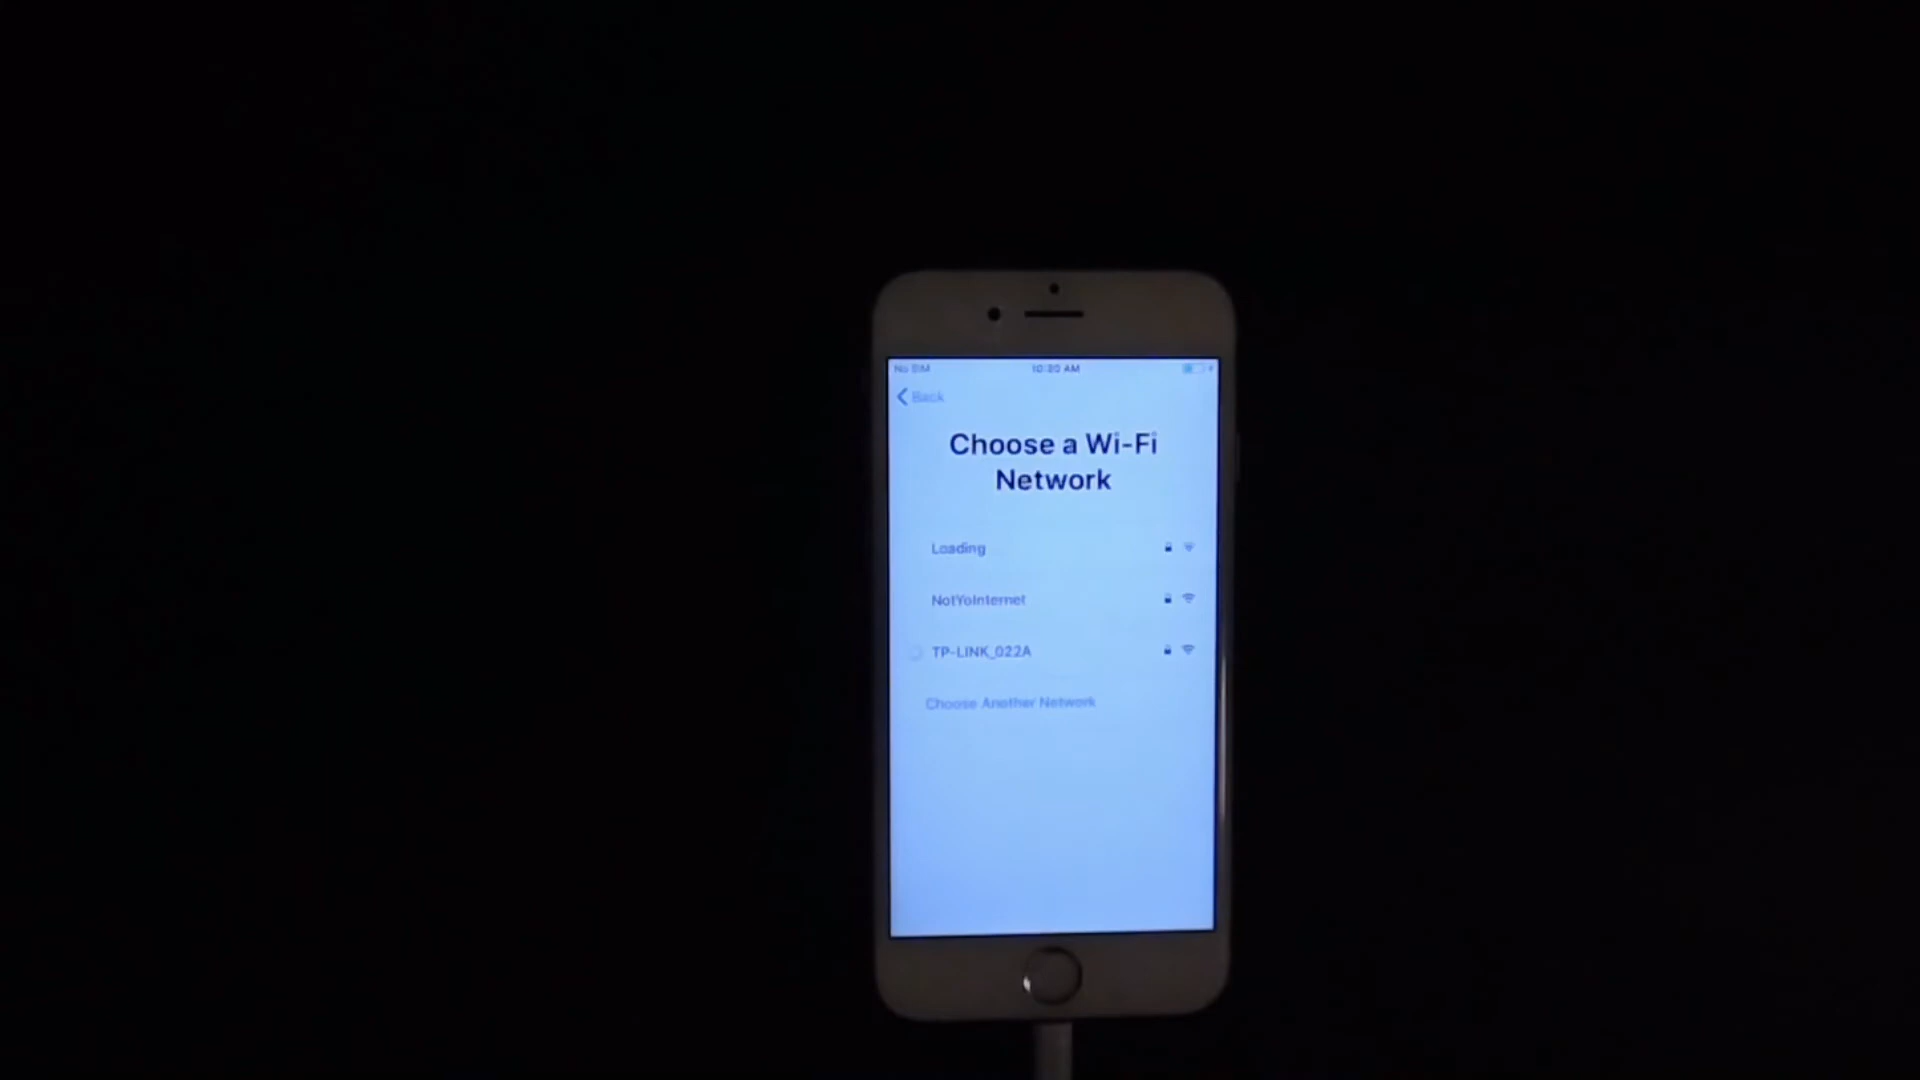 No SIM
10:20 AM
Back
Choose a Wi-Fi
Network
Loading
NotYoInternet
TP-LINK_022A
Choose Another Network